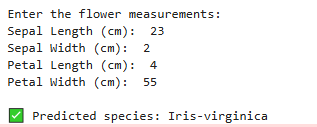 Enter the flower measurements:
Sepal Length (cm):  23
Sepal Width (cm):  2
Petal Length (cm):  4
Petal Width (cm):  55
✅ Predicted species: Iris-virginica